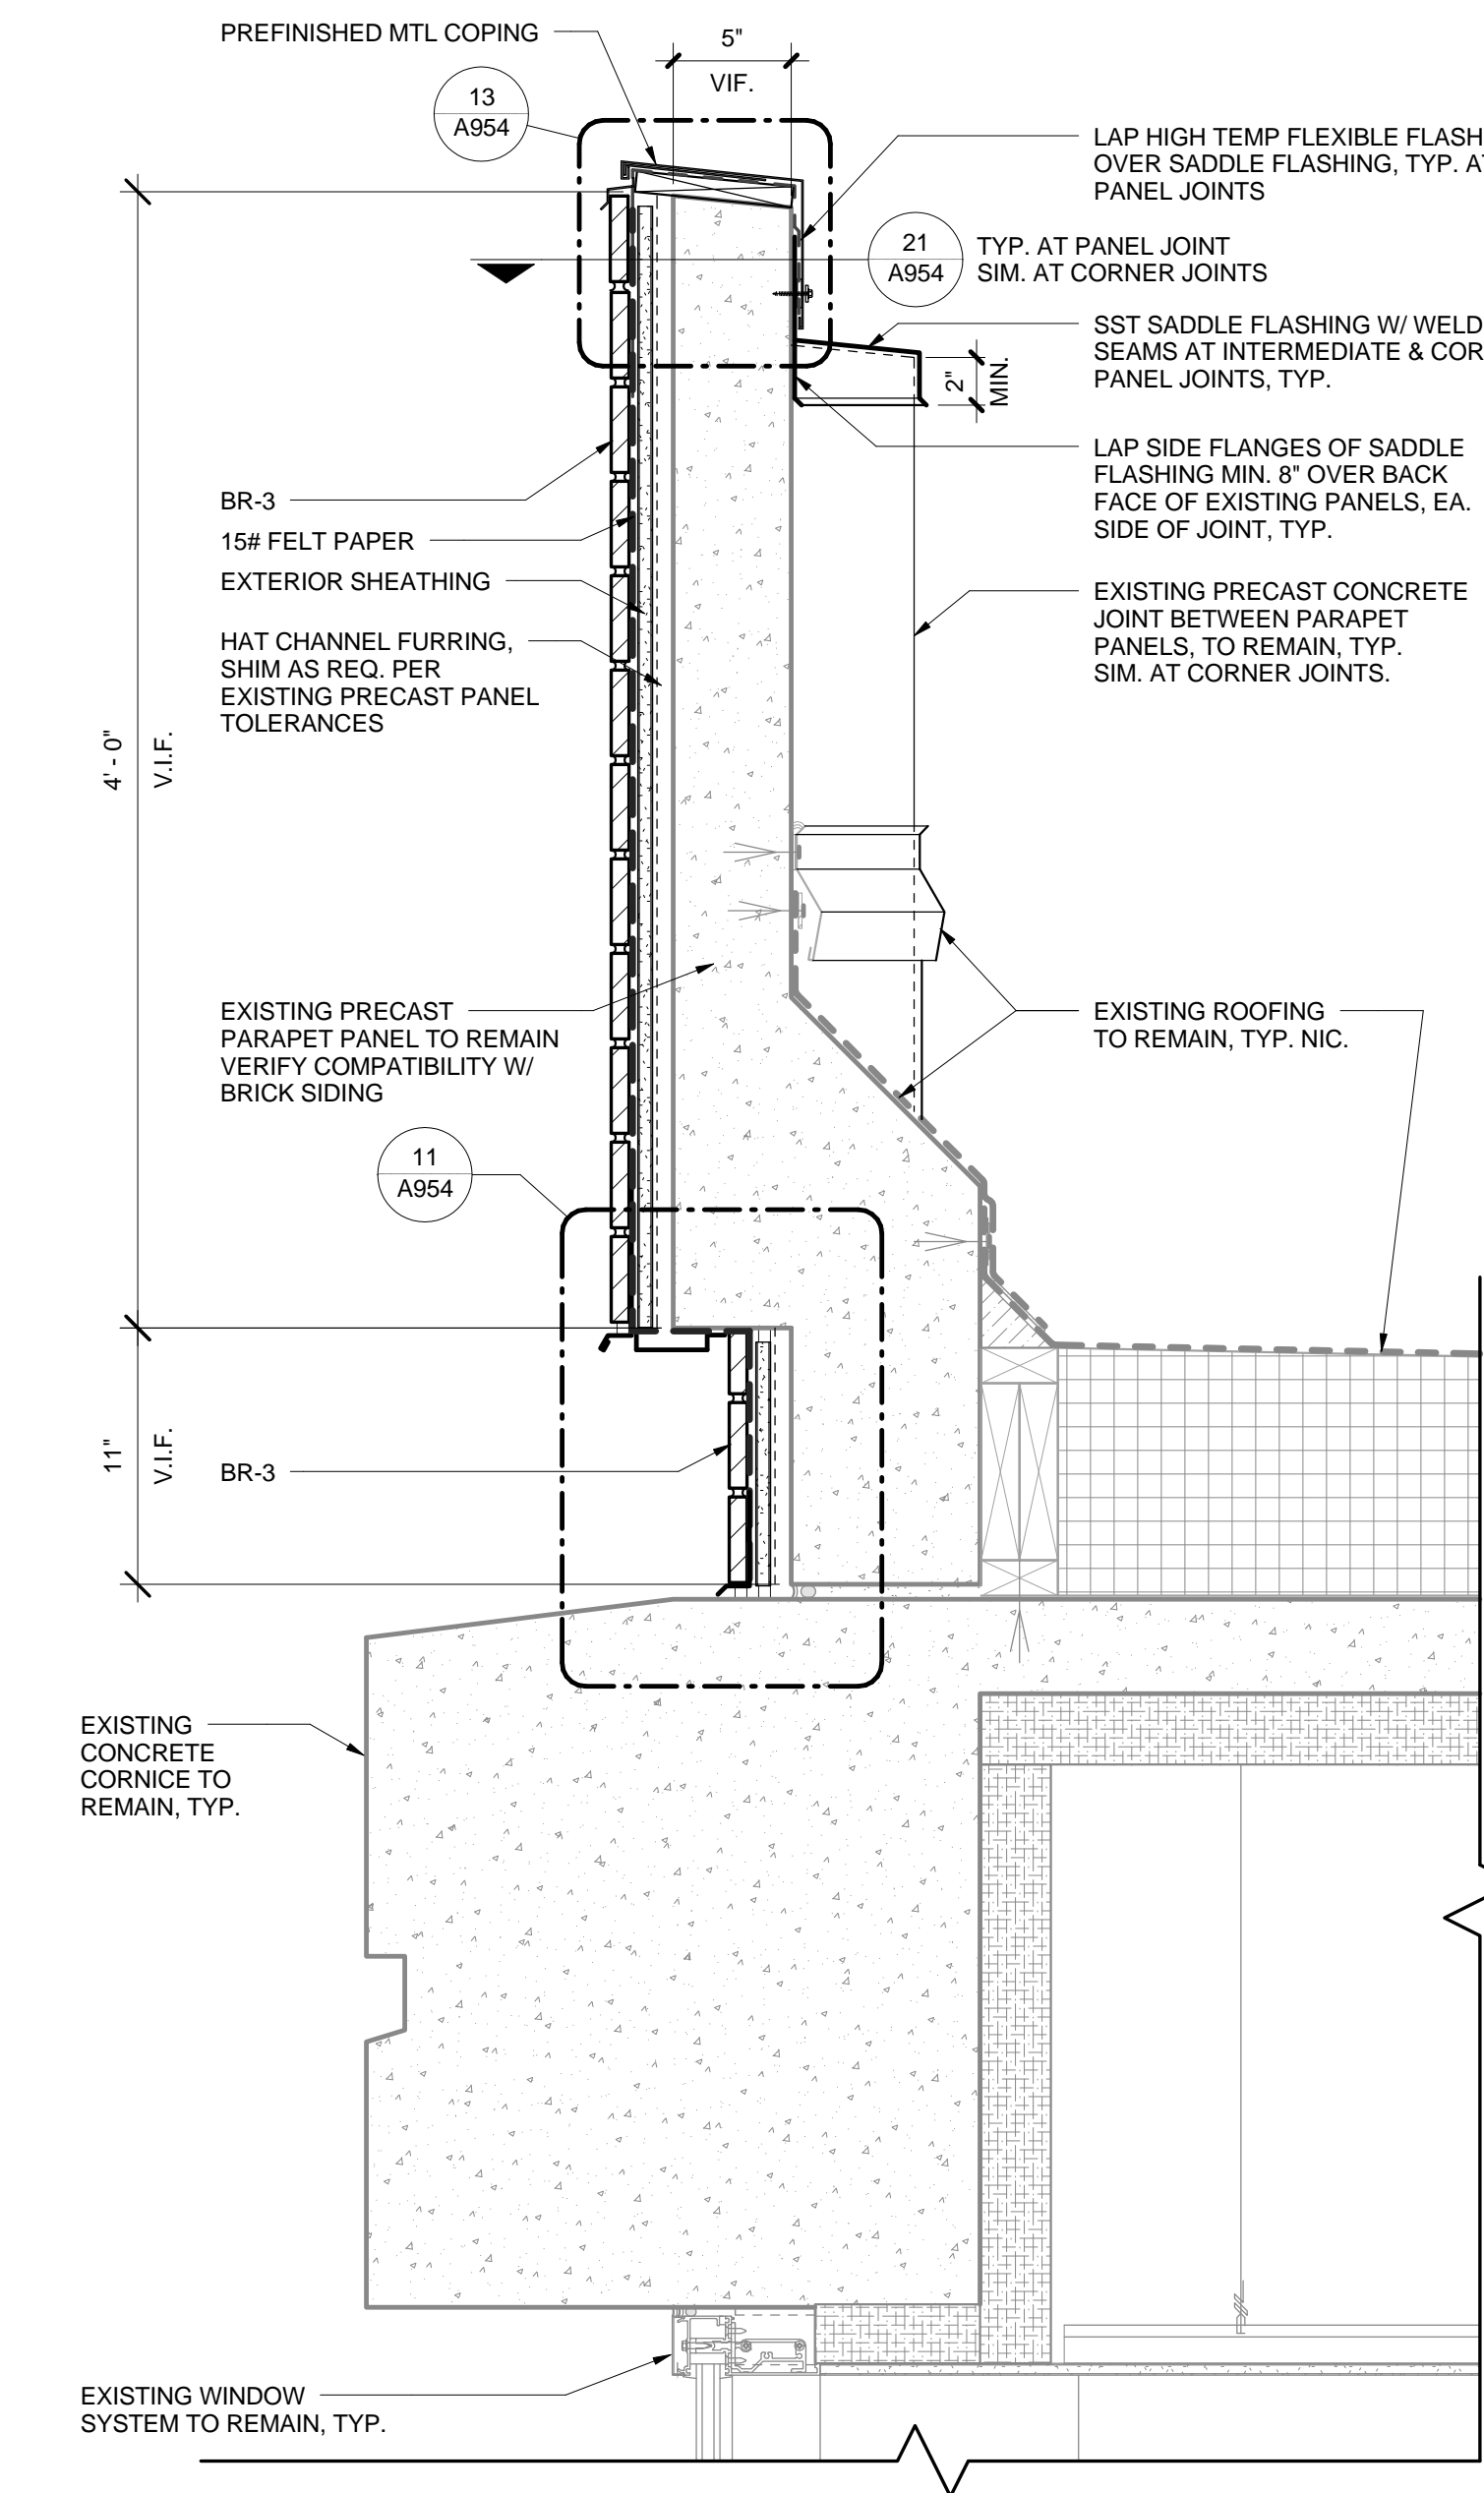 PREFINISHED MTL COPING
5"
VIF.
13
A954
LAP HIGH TEMP FLEXIBLE
OVER SADDLE FLASHING, TYP.
PANEL JOINTS
21
A954
TYP. AT PANEL JOINT
SIM. AT CORNER JOINTS
SST SADDLE FLASHING W/
SEAMS AT INTERMEDIATE &
PANEL JOINTS, TYP.
2"
MIN.
LAP SIDE FLANGES OF SADDLE
FLASHING MIN. 8" OVER BACK
FACE OF EXISTING PANELS, EA.
SIDE OF JOINT, TYP.
BR-3
15# FELT PAPER
EXTERIOR SHEATHING
HAT CHANNEL FURRING,
SHIM AS REQ. PER
EXISTING PRECAST PANEL
TOLERANCES
EXISTING PRECAST CONCRETE
JOINT BETWEEN PARAPET
PANELS, TO REMAIN, TYP.
SIM. AT CORNER JOINTS.
4' - 0"
V.I.F.
EXISTING PRECAST
PARAPET PANEL TO REMAIN
VERIFY COMPATIBILITY W/
BRICK SIDING
EXISTING ROOFING
TO REMAIN, TYP. NIC.
11
A954
11"
V.I.F.
BR-3
EXISTING
CONCRETE
CORNICE TO
REMAIN, TYP.
EXISTING WINDOW
SYSTEM TO REMAIN, TYP.